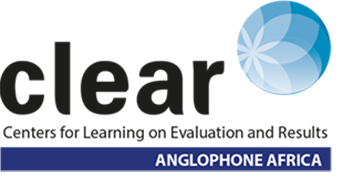 clear
Centers for Learning on Evaluation and Results
ANGLOPHONE AFRICA